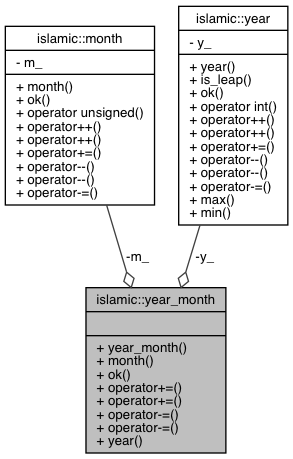 islamic::month
- m_
+ month()
+ ok()
+ operator unsigned()
+ operator++()
+ operator++()
+ operator+=()
+ operator--()
+ operator--()
+ operator-=()
islamic::year
- y_
+ year()
+ is_leap()
+ ok()
+ operator int()
+ operator++()
+ operator++()
+ operator+=()
+ operator--()
+ operator--()
+ operator-=()
+ max()
+ min()
-m_
-y_
islamic::year_month
+ year_month()
+ month()
+ ok()
+ operator+=()
+ operator+=()
+ operator-=()
+ operator-=()
+ year()